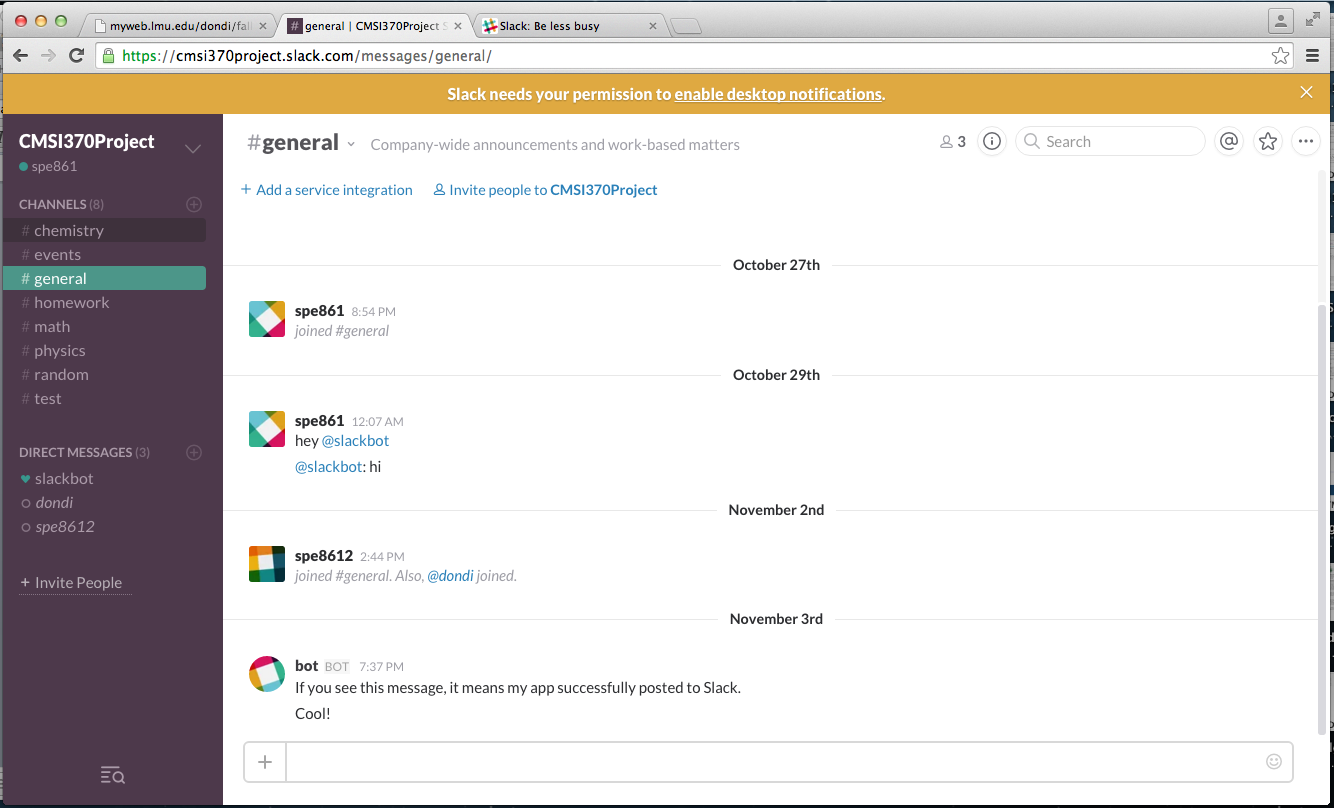 myweb.lmu.edu/dondi/fall
general | CMSI370Project S
Slack: Be less busy
https://cmsi370project.slack.com/messages/general/
Slack needs your permission to enable desktop notifications.
CMSI370Project
spe861
CHANNELS (8)
# chemistry
# events
# general
# homework
# math
# physics
# random
# test
DIRECT MESSAGES (3)
slackbot
dondi
spe8612
+ Invite People
#general
Company-wide announcements and work-based matters
3
Search
+ Add a service integration
Invite people to CMSI370Project
October 27th
spe861 8:54 PM
joined #general
October 29th
spe861 12:07 AM
hey @slackbot
@slackbot: hi
November 2nd
spe8612 2:44 PM
joined #general. Also, @dondi joined.
November 3rd
bot BOT 7:37 PM
If you see this message, it means my app successfully posted to Slack.
Cool!